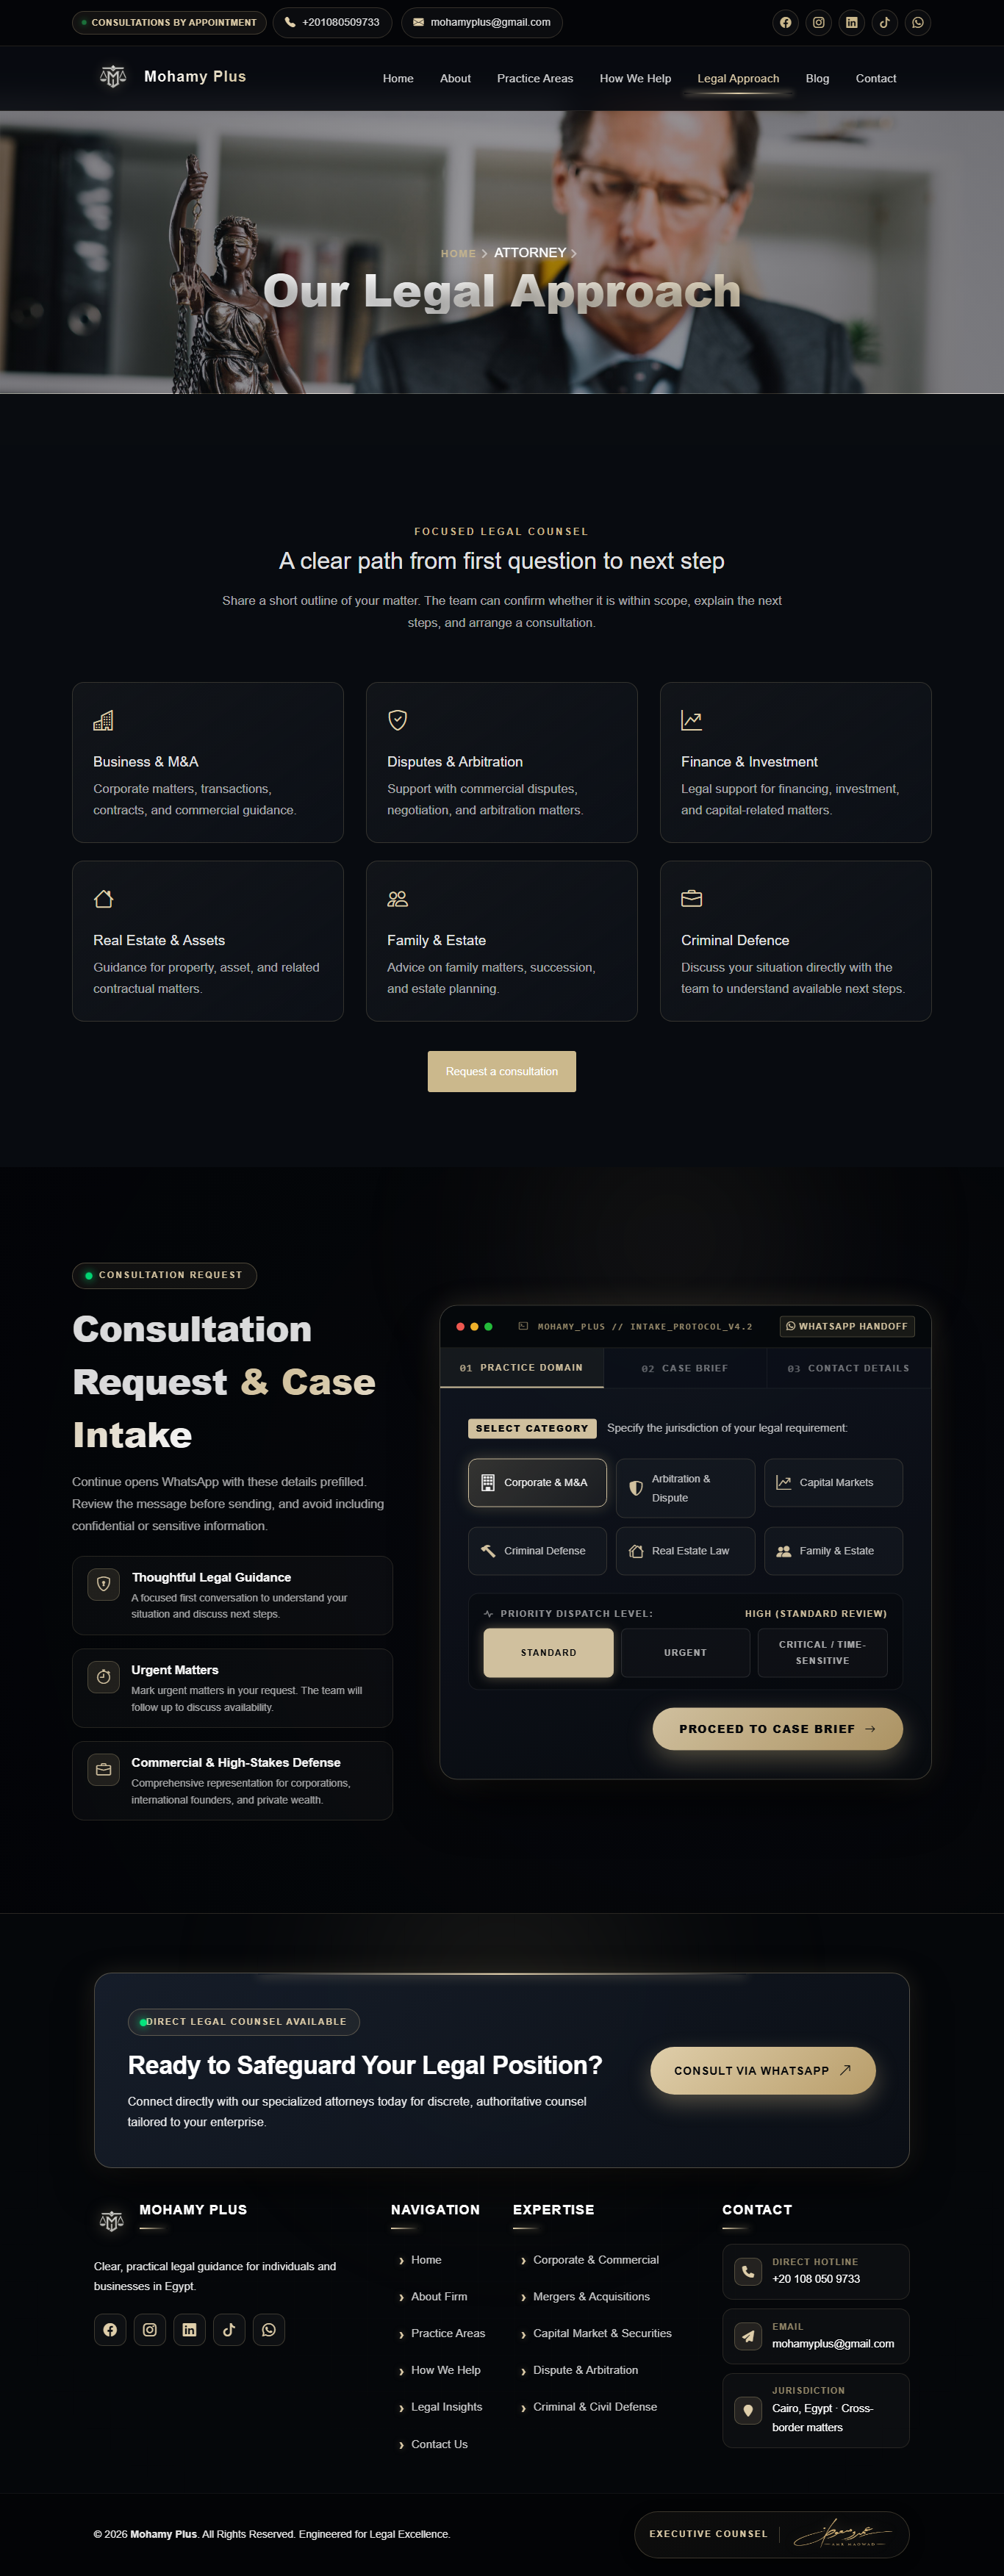 CONSULTATIONS BY APPOINTMENT
+201080509733
mohamyplus@gmail.com
Mohamy Plus
Home
About
Practice Areas
How We Help
Legal Approach
Blog
Contact
HOME
ATTORNEY
Our Legal Approach
FOCUSED LEGAL COUNSEL
A clear path from first question to next step
Share a short outline of your matter. The team can confirm whether it is within scope, explain the next
steps, and arrange a consultation.
Business & M&A
Corporate matters, transactions,
contracts, and commercial guidance.
Disputes & Arbitration
Support with commercial disputes,
negotiation, and arbitration matters.
Finance & Investment
Legal support for financing, investment,
and capital-related matters.
Real Estate & Assets
Guidance for property, asset, and related
contractual matters.
Family & Estate
Advice on family matters, succession,
and estate planning.
Criminal Defence
Discuss your situation directly with the
team to understand available next steps.
Request a consultation
CONSULTATION REQUEST
Consultation
Request & Case
Intake
Continue opens WhatsApp with these details prefilled.
Review the message before sending, and avoid including
confidential or sensitive information.
Thoughtful Legal Guidance
A focused conversation to understand your
situation and discuss next steps.
Urgent Matters
Mark urgent matters in your request. The team will
follow up to discuss availability.
Commercial & High-Stakes Defense
Comprehensive representation for corporations,
international founders, and private wealth.
MOHAMY_PLUS // INTAKE_PROTOCOL_V4.2
WHATSAPP HANDOFF
01 PRACTICE DOMAIN
02 CASE BRIEF
03 CONTACT DETAILS
SELECT CATEGORY
Specify the jurisdiction of your legal requirement:
Corporate & M&A
Arbitration &
Dispute
Capital Markets
Criminal Defense
Real Estate Law
Family & Estate
PRIORITY DISPATCH LEVEL:
HIGH (STANDARD REVIEW)
STANDARD
URGENT
CRITICAL / TIME-
SENSITIVE
PROCEED TO CASE BRIEF
DIRECT LEGAL COUNSEL AVAILABLE
Ready to Safeguard Your Legal Position?
Connect directly with our specialized attorneys today for discrete, authoritative counsel
tailored to your enterprise.
CONSULT VIA WHATSAPP
MOHAMY PLUS
Clear, practical legal guidance for individuals and
businesses in Egypt.
NAVIGATION
Home
About Firm
Practice Areas
How We Help
Legal Insights
Contact Us
EXPERTISE
Corporate & Commercial
Mergers & Acquisitions
Capital Market & Securities
Dispute & Arbitration
Criminal & Civil Defense
CONTACT
DIRECT HOTLINE
+20 108 050 9733
EMAIL
mohamyplus@gmail.com
JURISDICTION
Cairo, Egypt · Cross-
border matters
© 2026 Mohamy Plus. All Rights Reserved. Engineered for Legal Excellence.
EXECUTIVE COUNSEL